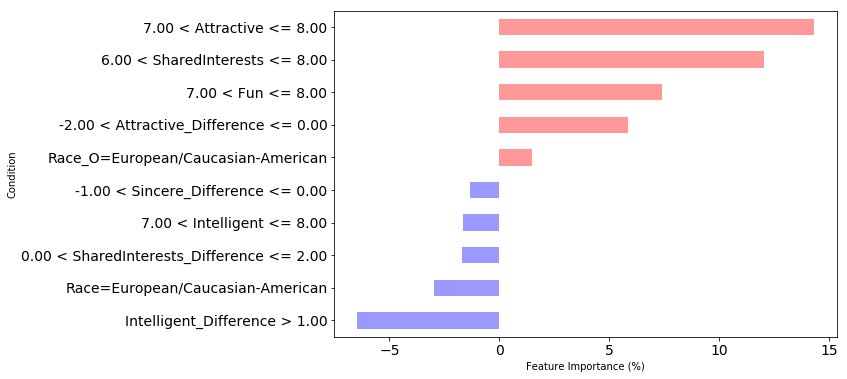 7.00 < Attractive <= 8.00
6.00 < SharedInterests <= 8.00
7.00 < Fun <= 8.00
-2.00 < Attractive_Difference <= 0.00
Race_O=European/Caucasian-American
-1.00 < Sincere_Difference <= 0.00
7.00 < Intelligent <= 8.00
0.00 < SharedInterests_Difference <= 2.00
Race=European/Caucasian-American
Intelligent_Difference > 1.00
Condition
−5 0 5 10 15
Feature Importance (%)